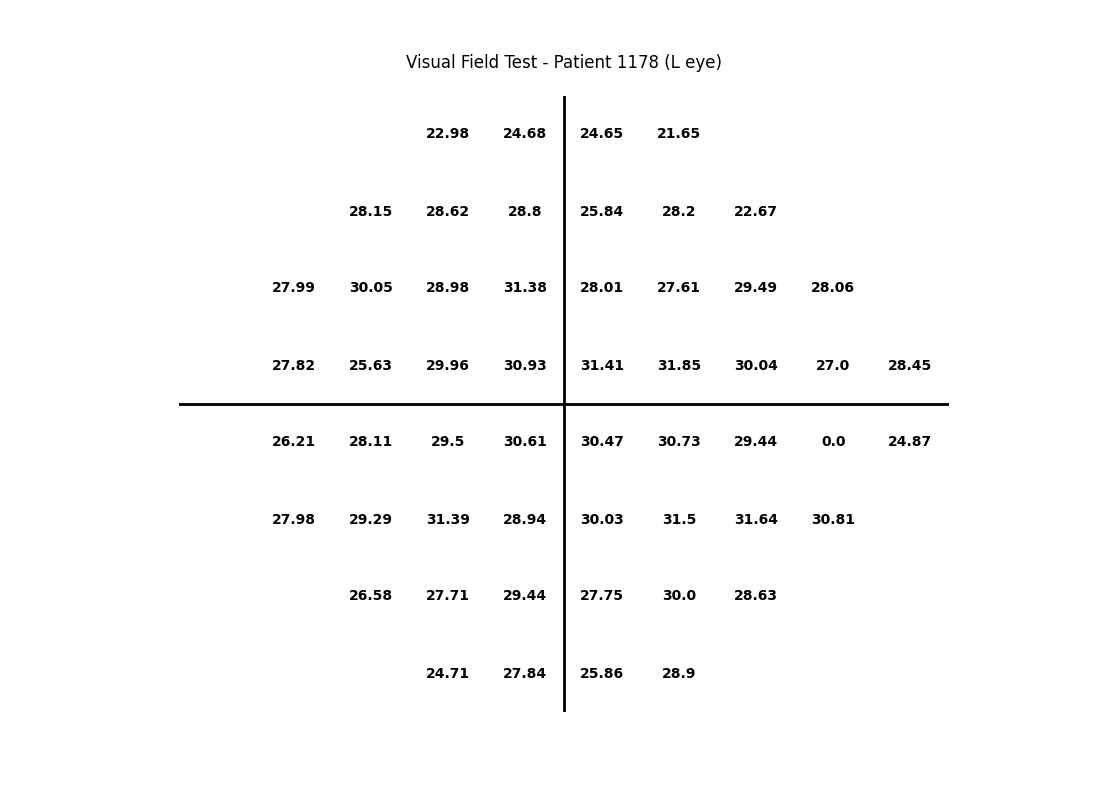 Visual Field Test - Patient 1178 (L eye)
22.98 24.68 24.65 21.65
28.15 28.62 28.8 25.84 28.2 22.67
27.99 30.05 28.98 31.38 28.01 27.61 29.49 28.06
27.82 25.63 29.96 30.93 31.41 31.85 30.04 27.0 28.45
26.21 28.11 29.5 30.61 30.47 30.73 29.44 0.0 24.87
27.98 29.29 31.39 28.94 30.03 31.5 31.64 30.81
26.58 27.71 29.44 27.75 30.0 28.63
24.71 27.84 25.86 28.9